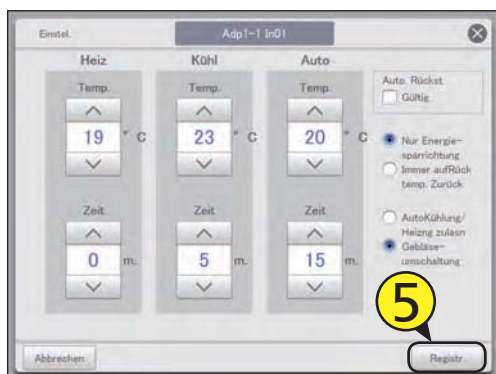 Einstel.
Adp1-1 In01
Heiz
Kühl
Auto
Temp.
Temp.
Temp.
19 ° C
23 ° C
20 ° C
Zeit
Zeit
Zeit
0 m.
5 m.
15 m.
Auto. Rückst
Gültig
Nur Energie-
sparrichtung
Immer aufRück
temp. Zurück
AutoKühlung/
Heizng zulasn
Gebläse-
umschaltung
5
Abbrechen
Registr.